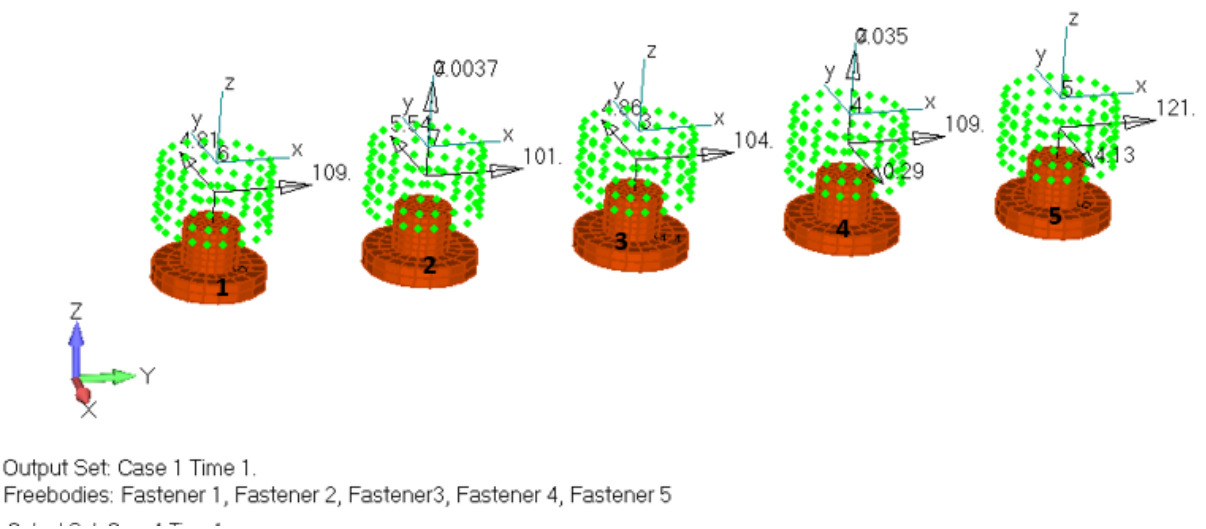 z
0.0037
0.035
z
y
x
4.81
6
109.
y
x
5.54
101.
z
y
x
4.86
3
104.
y
x
4
109.
0.29
z
y
x
5
121.
4.13
1
2
3
4
5
Z
Y
X
Output Set: Case 1 Time 1.
Freebodies: Fastener 1, Fastener 2, Fastener3, Fastener 4, Fastener 5